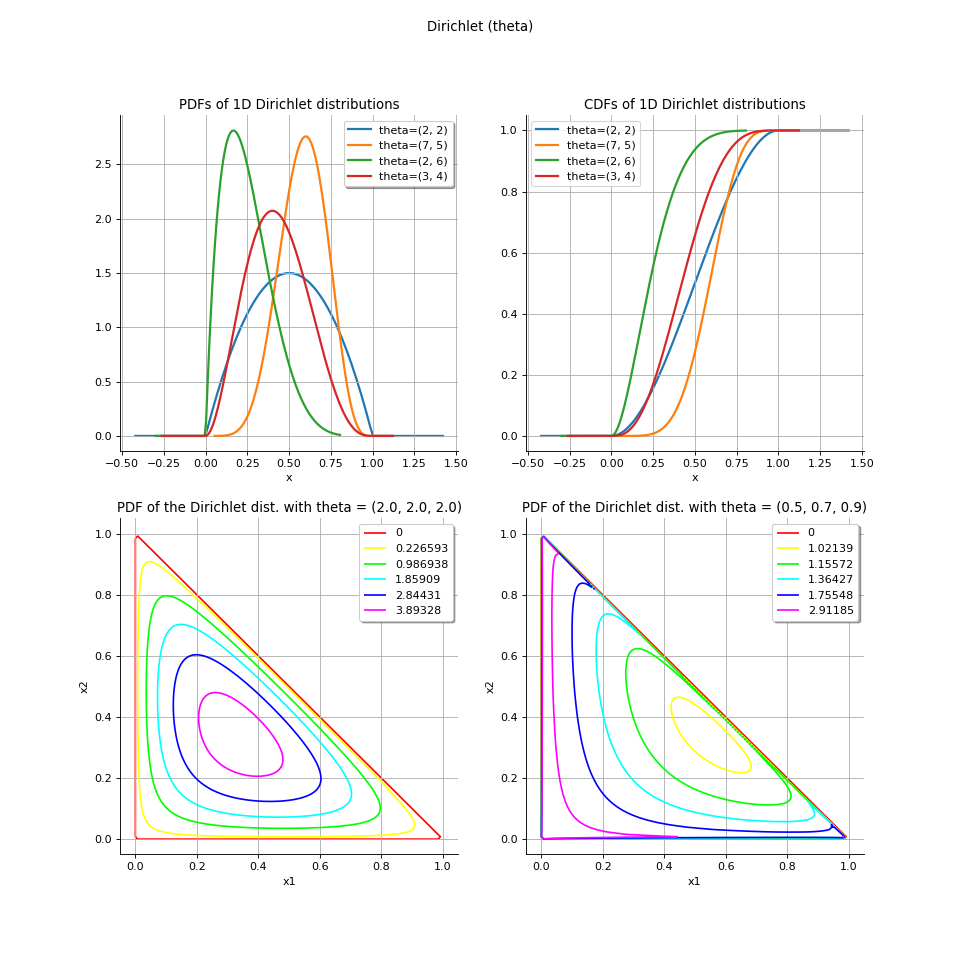 Dirichlet (theta)
PDFs of 1D Dirichlet distributions
theta=(2, 2)
theta=(7, 5)
theta=(2, 6)
theta=(3, 4)
2.5
2.0
1.5
1.0
0.5
0.0
−0.50 −0.25 0.00 0.25 0.50 0.75 1.00 1.25 1.50
x
CDFs of 1D Dirichlet distributions
theta=(2, 2)
theta=(7, 5)
theta=(2, 6)
theta=(3, 4)
1.0
0.8
0.6
0.4
0.2
0.0
−0.50 −0.25 0.00 0.25 0.50 0.75 1.00 1.25 1.50
x
PDF of the Dirichlet dist. with theta = (2.0, 2.0, 2.0)
0
0.226593
0.986938
1.85909
2.84431
3.89328
1.0
0.8
0.6
0.4
0.2
0.0
x2
0.0 0.2 0.4 0.6 0.8 1.0
x1
PDF of the Dirichlet dist. with theta = (0.5, 0.7, 0.9)
0
1.02139
1.15572
1.36427
1.75548
2.91185
1.0
0.8
0.6
0.4
0.2
0.0
x2
0.0 0.2 0.4 0.6 0.8 1.0
x1